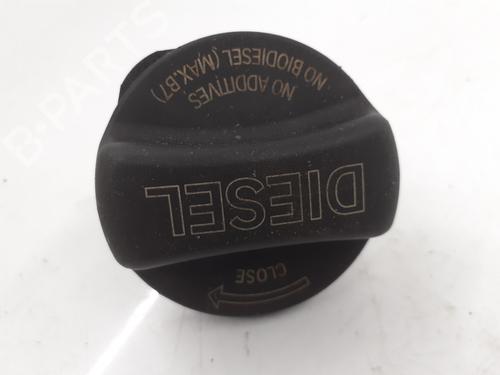 NO BIODIESEL (MAX.B7)
NO ADDITIVES
DIESEL
CLOSE
B-PARTS